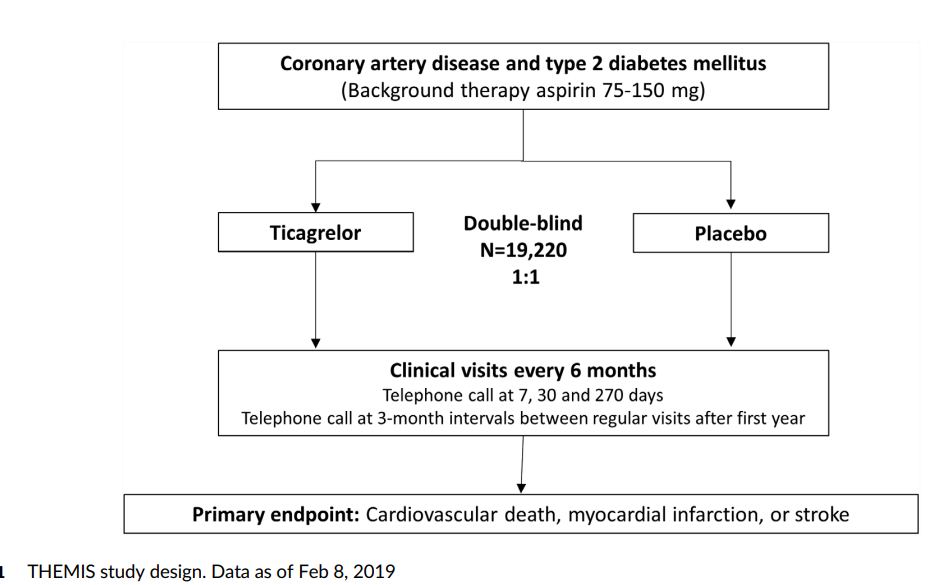 Coronary artery disease and type 2 diabetes mellitus
(Background therapy aspirin 75-150 mg)
Ticagrelor
Double-blind
N=19,220
1:1
Placebo
Clinical visits every 6 months
Telephone call at 7, 30 and 270 days
Telephone call at 3-month intervals between regular visits after first year
Primary endpoint: Cardiovascular death, myocardial infarction, or stroke
THEMIS study design. Data as of Feb 8, 2019